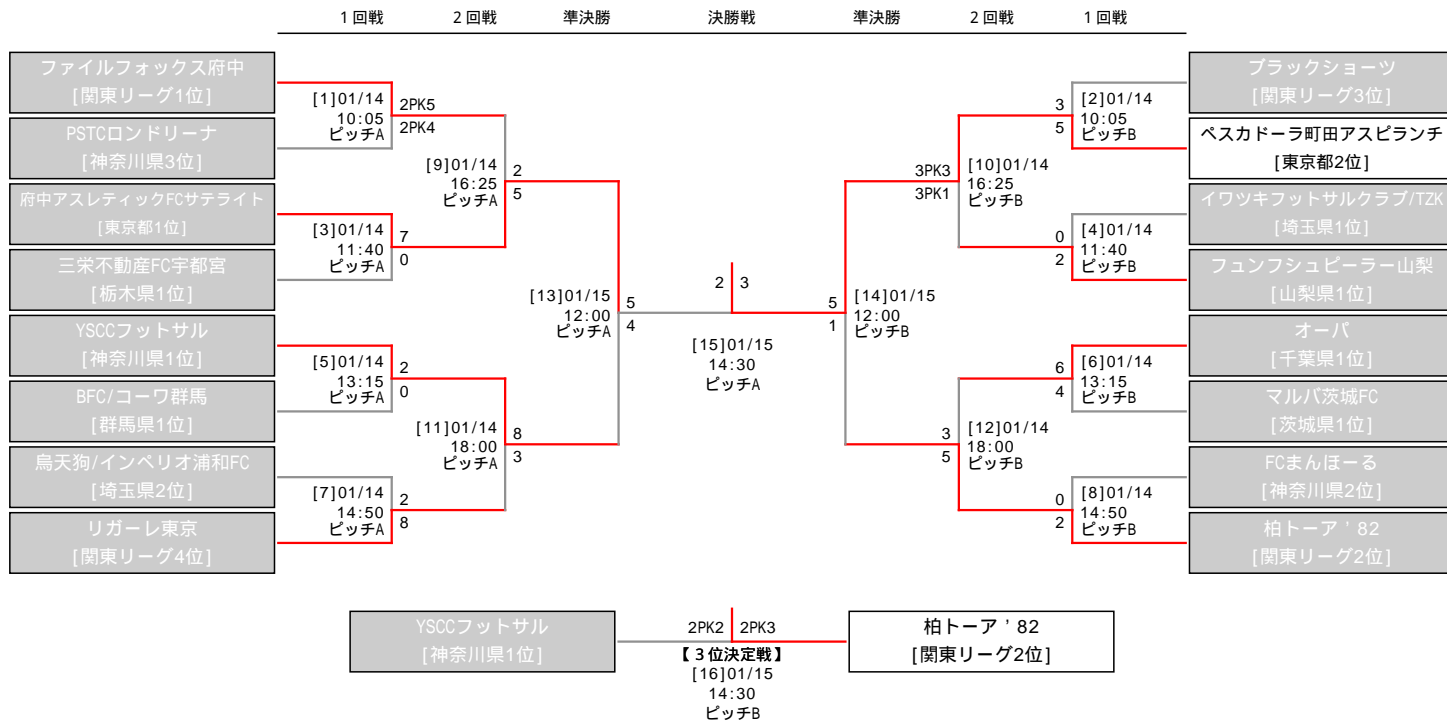 1回戦
2回戦
準決勝
決勝戦
準決勝
2回戦
1回戦
ファイルフォックス府中
[関東リーグ1位]
PSTCロンドリーナ
[神奈川県3位]
府中アスレティックFCサテライト
[東京都1位]
三栄不動産FC宇都宮
[栃木県1位]
YSCCフットサル
[神奈川県1位]
BFC/コーワ群馬
[群馬県1位]
烏天狗/インペリオ浦和FC
[埼玉県2位]
リガーレ東京
[関東リーグ4位]
[1]01/14
10:05
ピッチA
2PK5
2PK4
[3]01/14
11:40
ピッチA
7
0
[5]01/14
13:15
ピッチA
2
0
[7]01/14
14:50
ピッチA
2
8
[9]01/14
16:25
ピッチA
2
5
[11]01/14
18:00
ピッチA
8
3
[13]01/15
12:00
ピッチA
5
4
2 3
[15]01/15
14:30
ピッチA
5
1
[14]01/15
12:00
ピッチB
3PK3
3PK1
[10]01/14
16:25
ピッチB
3
5
[12]01/14
18:00
ピッチB
3
5
[2]01/14
10:05
ピッチB
0
2
[4]01/14
11:40
ピッチB
6
4
[6]01/14
13:15
ピッチB
0
2
[8]01/14
14:50
ピッチB
ブラックショーツ
[関東リーグ3位]
ペスカドーラ町田アスピランチ
[東京都2位]
イワツキフットサルクラブ/TZK
[埼玉県1位]
フュンフシュピーラー山梨
[山梨県1位]
オーパ
[千葉県1位]
マルバ茨城FC
[茨城県1位]
FCまんほーる
[神奈川県2位]
柏トーア'82
[関東リーグ2位]
YSCCフットサル
[神奈川県1位]
2PK2 2PK3
【3位決定戦】
[16]01/15
14:30
ピッチB
柏トーア'82
[関東リーグ2位]